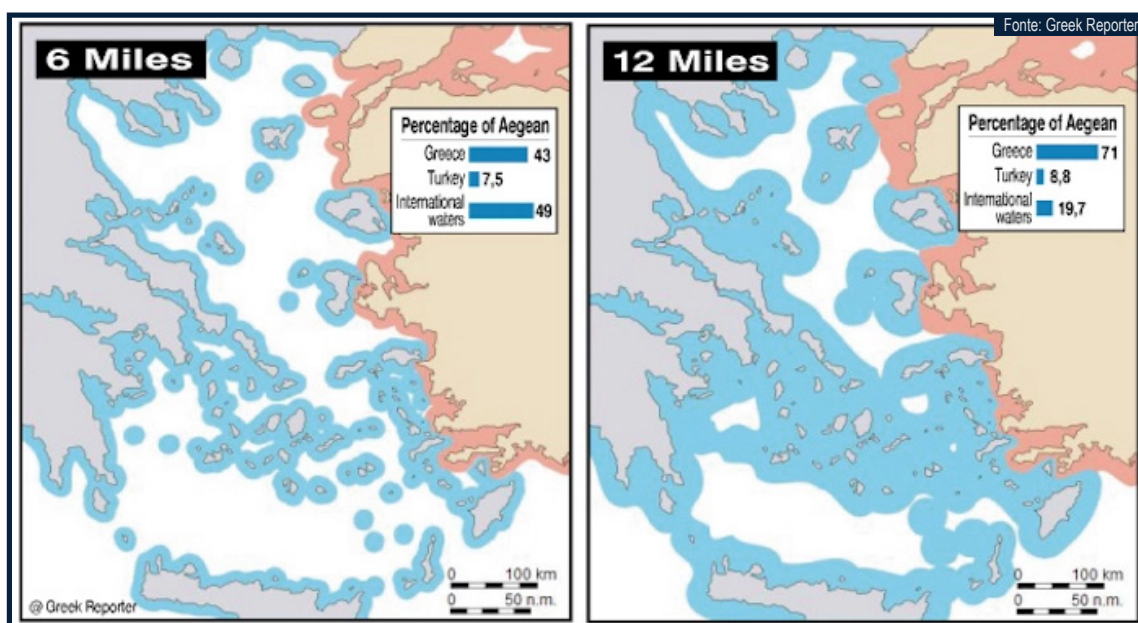 Fonte: Greek Reporter
6 Miles
Percentage of Aegean
Greece 43
Turkey 7,5
International
waters 49
0 100 km
0 50 n.m.
@ Greek Reporter
12 Miles
Percentage of Aegean
Greece 71
Turkey 8,8
International
waters 19,7
0 100 km
0 50 n.m.